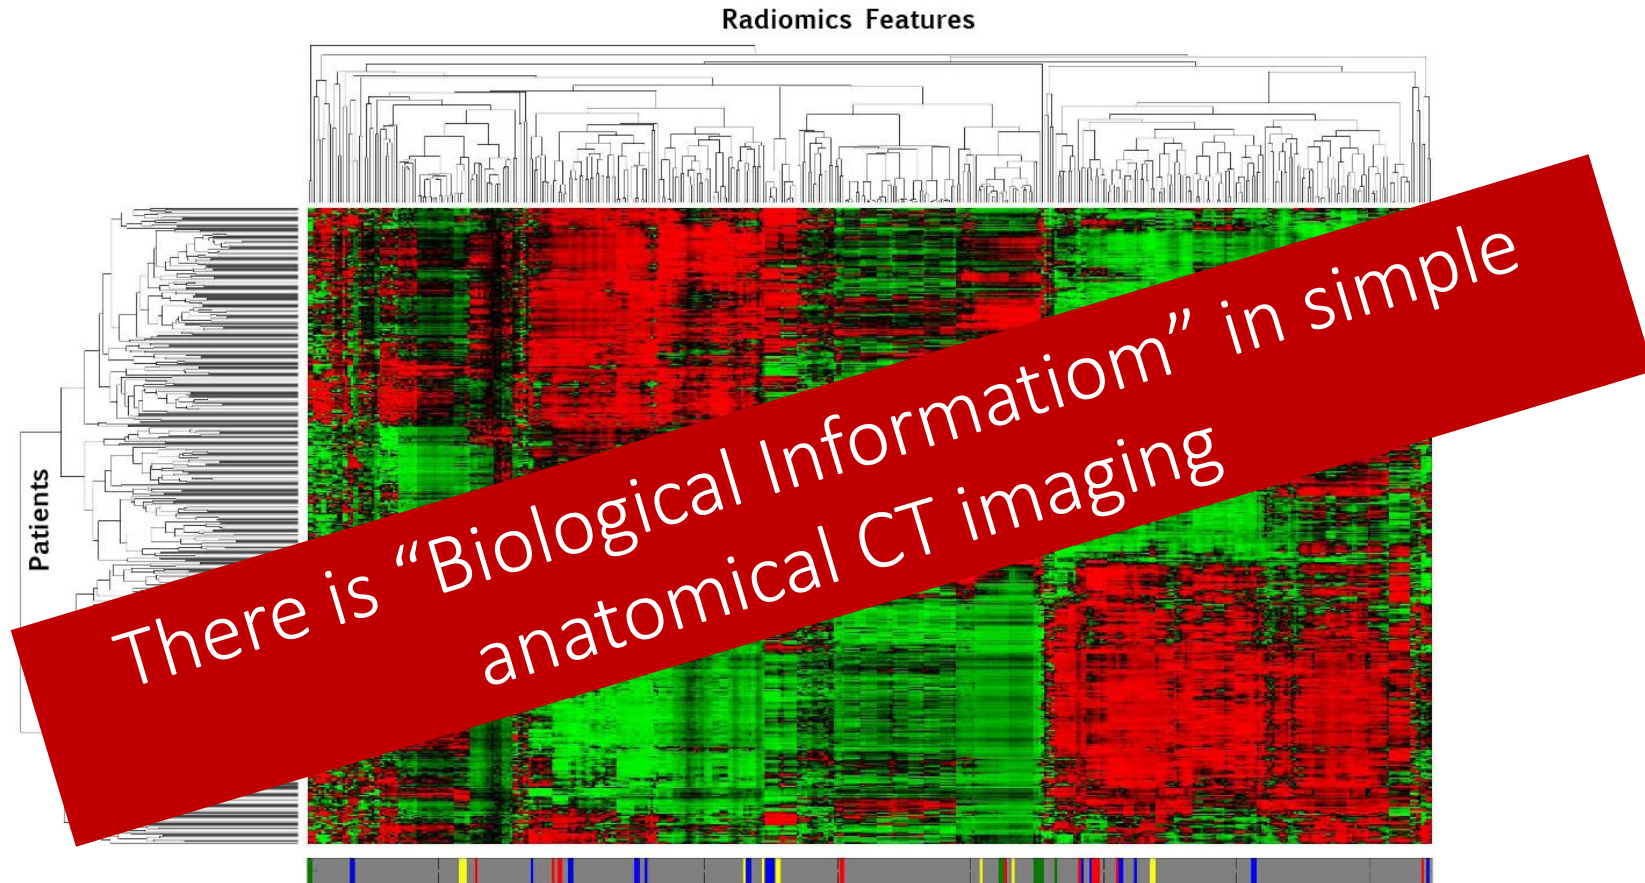 Radiomics Features
Patients
There is “Biological Informatiom” in simple
anatomical CT imaging